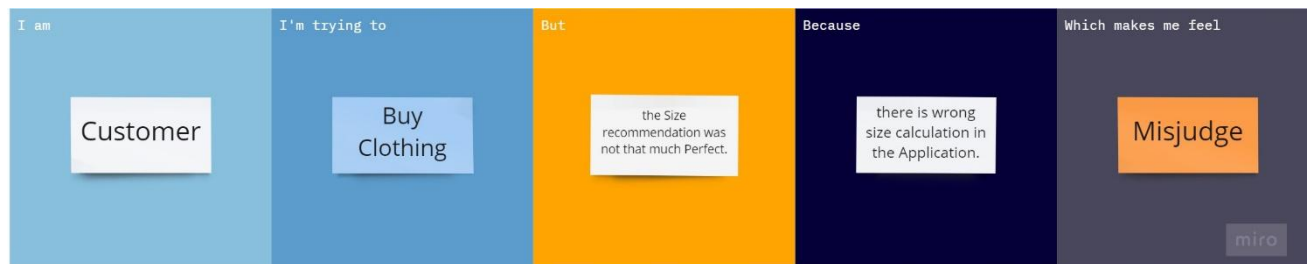 I am
Customer
I'm trying to
Buy
Clothing
But
the Size
recommendation was
not that much Perfect.
Because
there is wrong
size calculation in
the Application.
Which makes me feel
Misjudge
miro